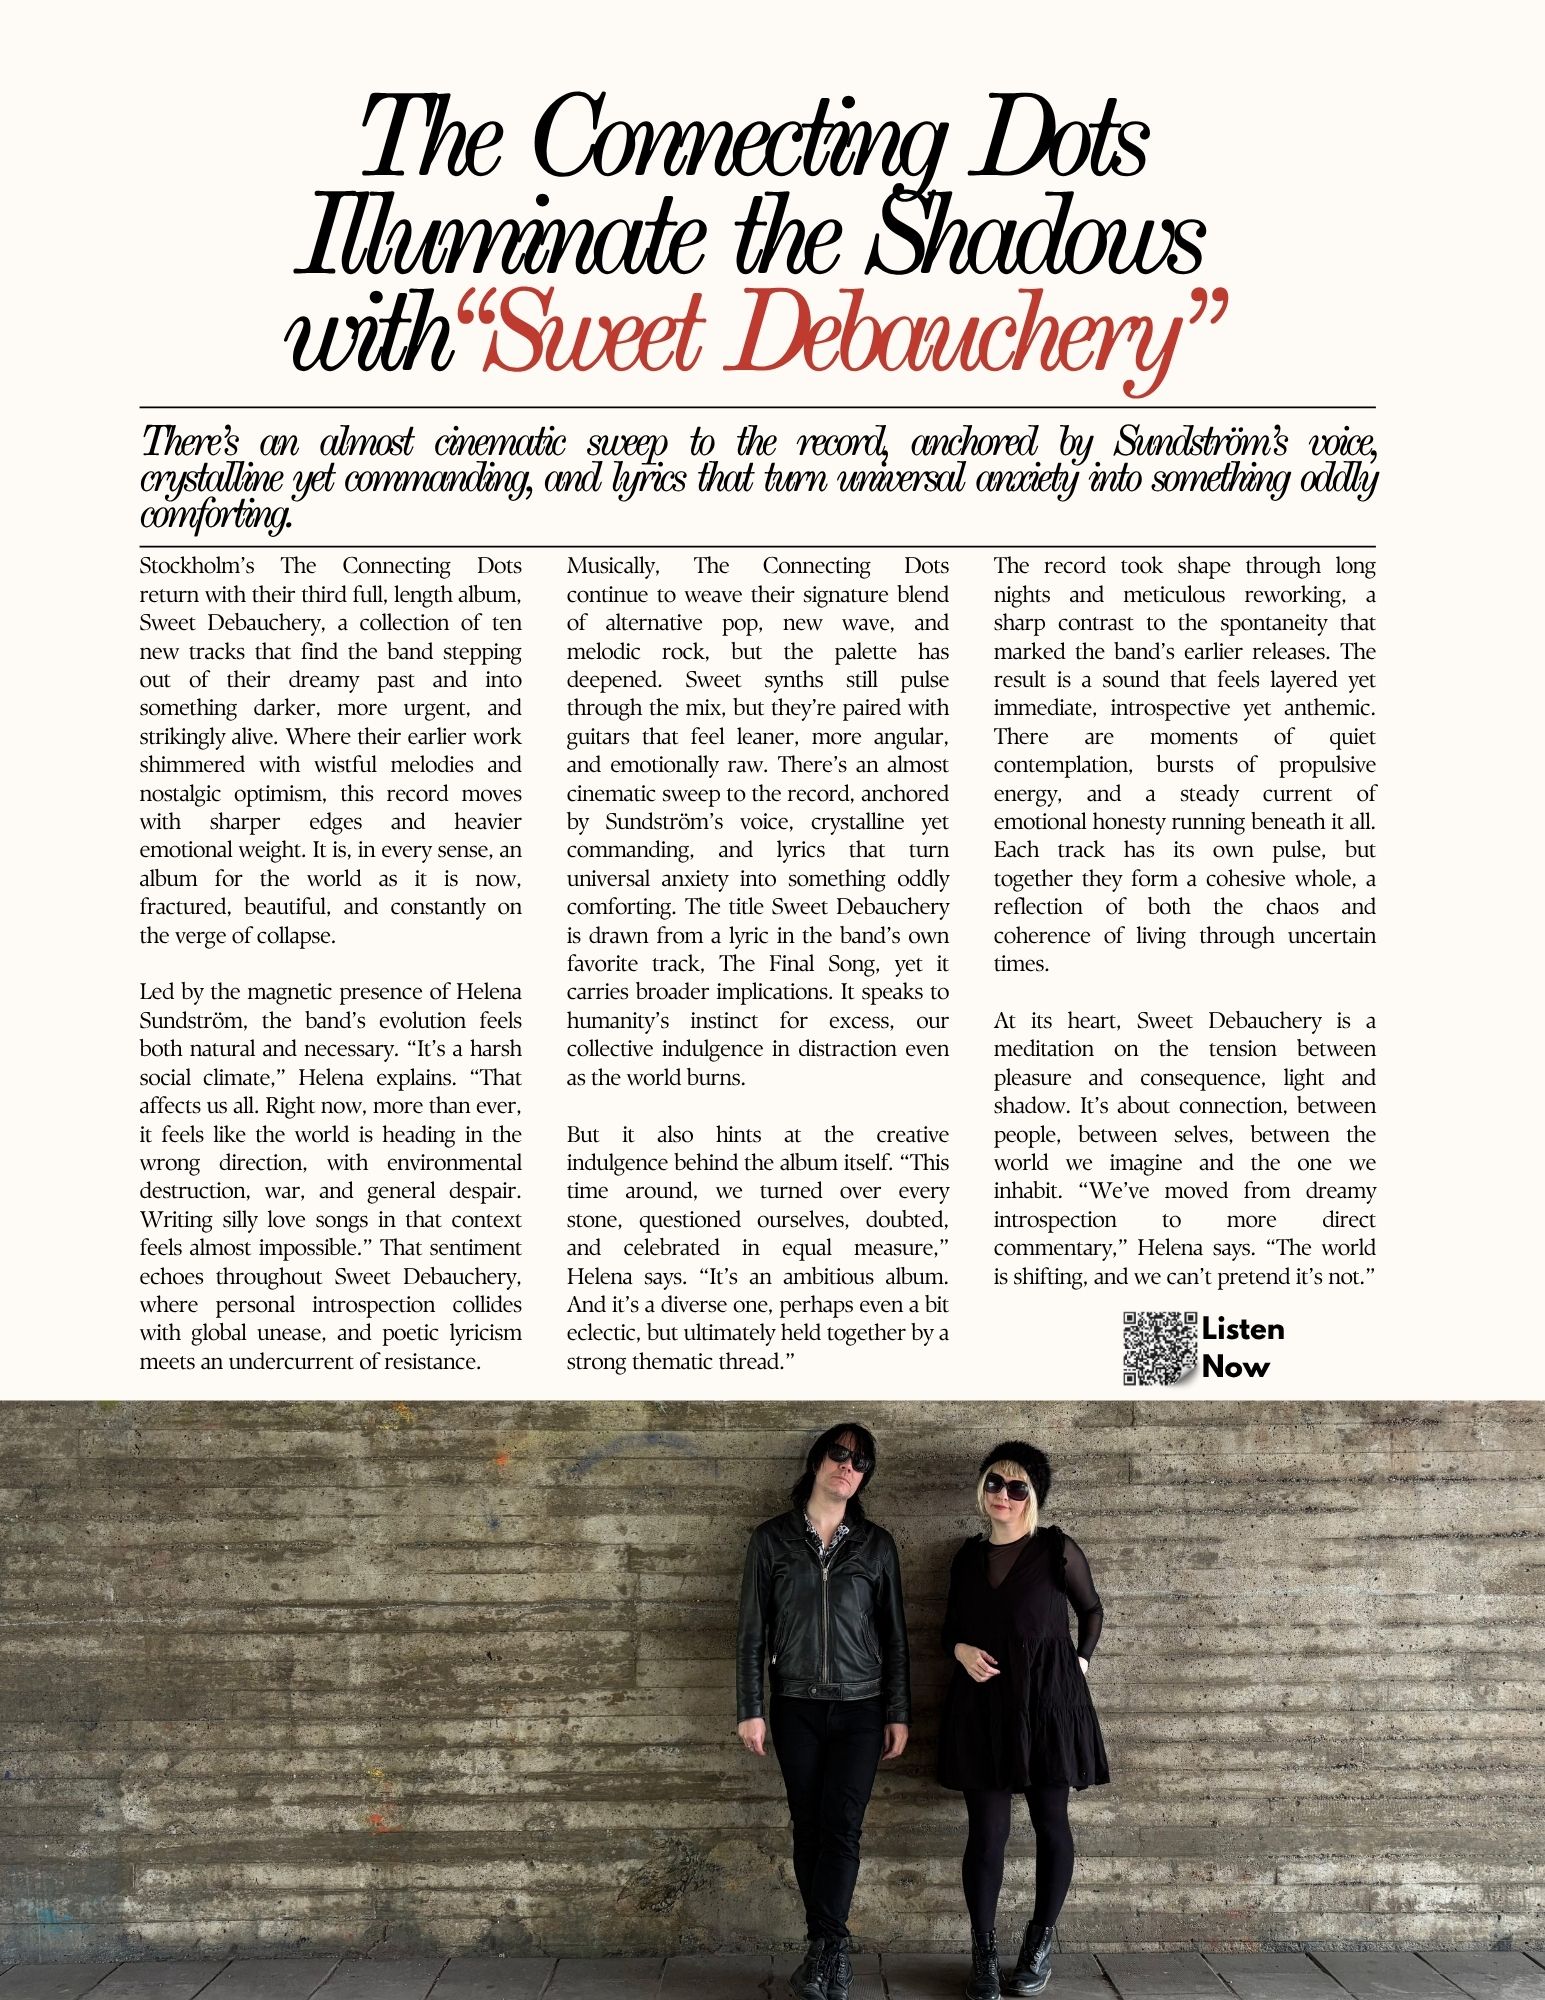 The Connecting Dots
Illuminate the Shadows
with“Sweet Debauchery”
There’s an almost cinematic sweep to the record, anchored by Sundström’s voice,
crystalline yet commanding, and lyrics that turn universal anxiety into something oddly
comforting.
Stockholm’s The Connecting Dots
return with their third full, length album,
Sweet Debauchery, a collection of ten
new tracks that find the band stepping
out of their dreamy past and into
something darker, more urgent, and
strikingly alive. Where their earlier work
shimmered with wistful melodies and
nostalgic optimism, this record moves
with sharper edges and heavier
emotional weight. It is, in every sense, an
album for the world as it is now,
fractured, beautiful, and constantly on
the verge of collapse.
Led by the magnetic presence of Helena
Sundström, the band’s evolution feels
both natural and necessary. “It’s a harsh
social climate,” Helena explains. “That
affects us all. Right now, more than ever,
it feels like the world is heading in the
wrong direction, with environmental
destruction, war, and general despair.
Writing silly love songs in that context
feels almost impossible.” That sentiment
echoes throughout Sweet Debauchery,
where personal introspection collides
with global unease, and poetic lyricism
meets an undercurrent of resistance.
Musically, The Connecting Dots
continue to weave their signature blend
of alternative pop, new wave, and
melodic rock, but the palette has
deepened. Sweet synths still pulse
through the mix, but they’re paired with
guitars that feel leaner, more angular,
and emotionally raw. There’s an almost
cinematic sweep to the record, anchored
by Sundström’s voice, crystalline yet
commanding, and lyrics that turn
universal anxiety into something oddly
comforting. The title Sweet Debauchery
is drawn from a lyric in the band’s own
favorite track, The Final Song, yet it
carries broader implications. It speaks to
humanity’s instinct for excess, our
collective indulgence in distraction even
as the world burns.
But it also hints at the creative
indulgence behind the album itself. “This
time around, we turned over every
stone, questioned ourselves, doubted,
and celebrated in equal measure,”
Helena says. “It’s an ambitious album.
And it’s a diverse one, perhaps even a bit
eclectic, but ultimately held together by a
strong thematic thread.”
The record took shape through long
nights and meticulous reworking, a
sharp contrast to the spontaneity that
marked the band’s earlier releases. The
result is a sound that feels layered yet
immediate, introspective yet anthemic.
There are moments of quiet
contemplation, bursts of propulsive
energy, and a steady current of
emotional honesty running beneath it all.
Each track has its own pulse, but
together they form a cohesive whole, a
reflection of both the chaos and
coherence of living through uncertain
times.
At its heart, Sweet Debauchery is a
meditation on the tension between
pleasure and consequence, light and
shadow. It’s about connection, between
people, between selves, between the
world we imagine and the one we
inhabit. “We’ve moved from dreamy
introspection to more direct
commentary,” Helena says. “The world
is shifting, and we can’t pretend it’s not.”
Listen
Now